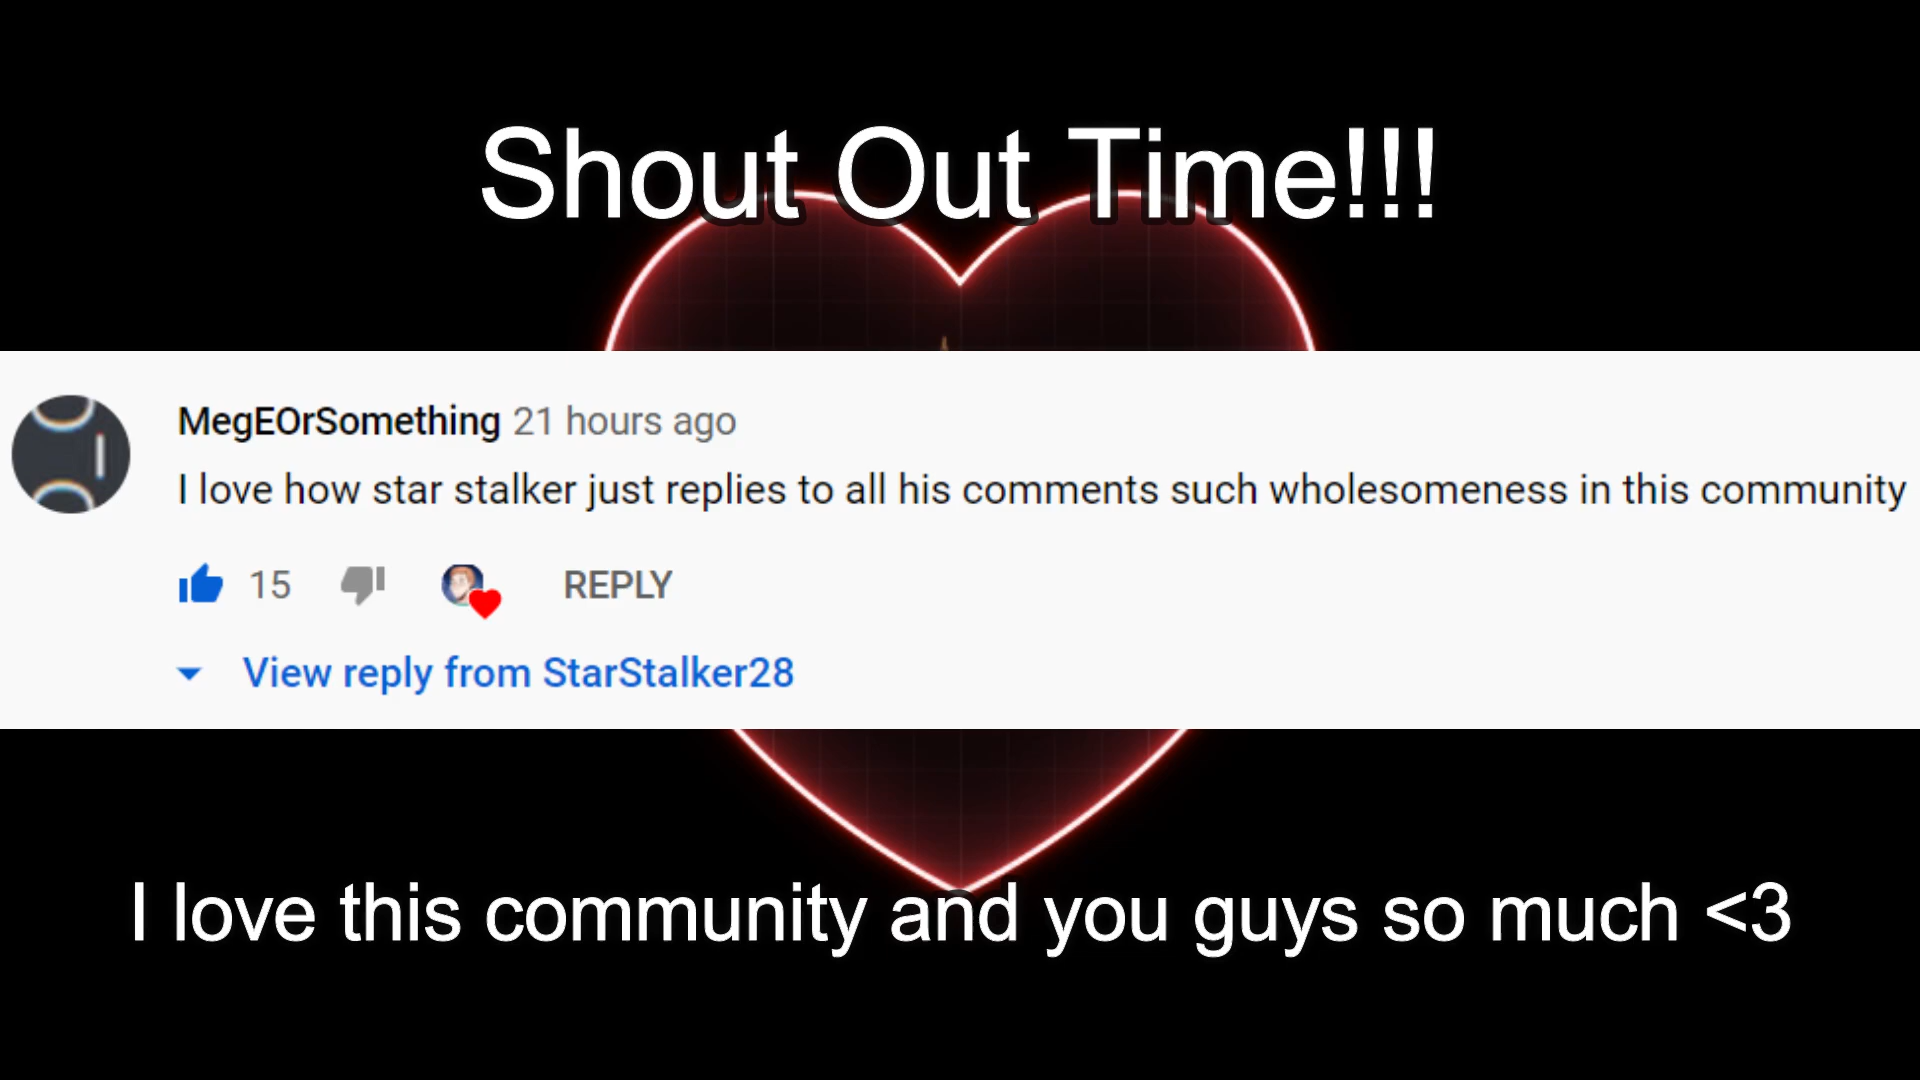 Shout Out Time!!!
MegEOrSomething 21 hours ago
I love how star stalker just replies to all his comments such wholesomeness in this community
15 REPLY
View reply from StarStalker28
I love this community and you guys so much <3